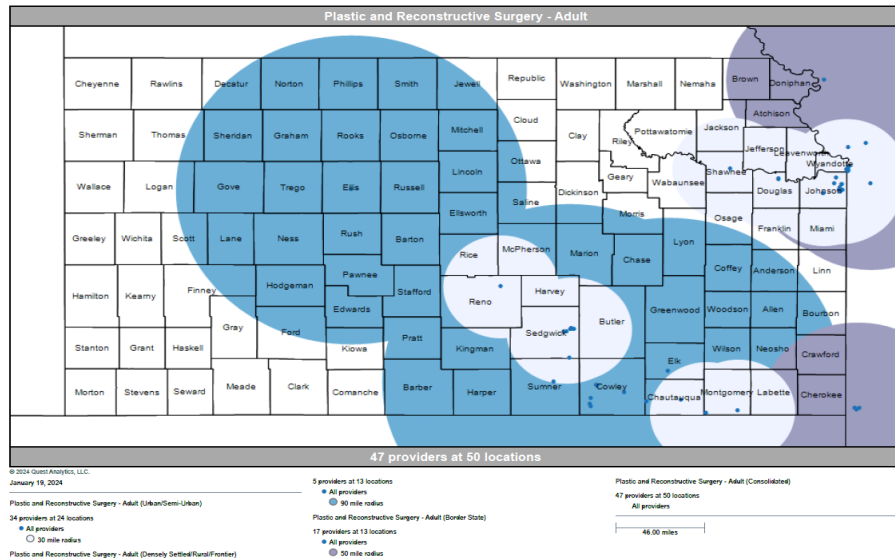 Plastic and Reconstructive Surgery - Adult
Cheyenne Rawlins Decatur Norton Phillips Smith Jewell Republic Washington Marshall Nemaha Brown Doniphan
Sherman Thomas Sheridan Graham Rooks Osborne Mitchell Cloud Clay Riley Pottawatomie Jackson Atchison
Jefferson Leavenworth
Wyandotte
Wallace Logan Gove Trego Ellis Russell Lincoln Ottawa Saline Dickinson Geary Wabaunsee Shawnee Douglas Johnson
Ellsworth Morris Osage Franklin Miami
Greeley Wichita Scott Lane Ness Rush Barton Rice McPherson Marion Chase Lyon Coffey Anderson Linn
Hamilton Kearny Finney Hodgeman Pawnee Stafford Reno Harvey Butler Greenwood Woodson Allen Bourbon
Gray Ford Edwards Pratt Kingman Sedgwick Elk Wilson Neosho Crawford
Stanton Grant Haskell Kiowa
Morton Stevens Seward Meade Clark Comanche Barber Harper Sumner Cowley Chautauqua Montgomery Labette Cherokee
47 providers at 50 locations
© 2024 Quest Analytics, LLC.
January 19, 2024
Plastic and Reconstructive Surgery - Adult (Urban/Semi-Urban)
34 providers at 24 locations
All providers
30 mile radius
Plastic and Reconstructive Surgery - Adult (Densely Settled/Rural/Frontier)
5 providers at 13 locations
All providers
90 mile radius
Plastic and Reconstructive Surgery - Adult (Border State)
17 providers at 13 locations
All providers
50 mile radius
Plastic and Reconstructive Surgery - Adult (Consolidated)
47 providers at 50 locations
All providers
46.00 miles